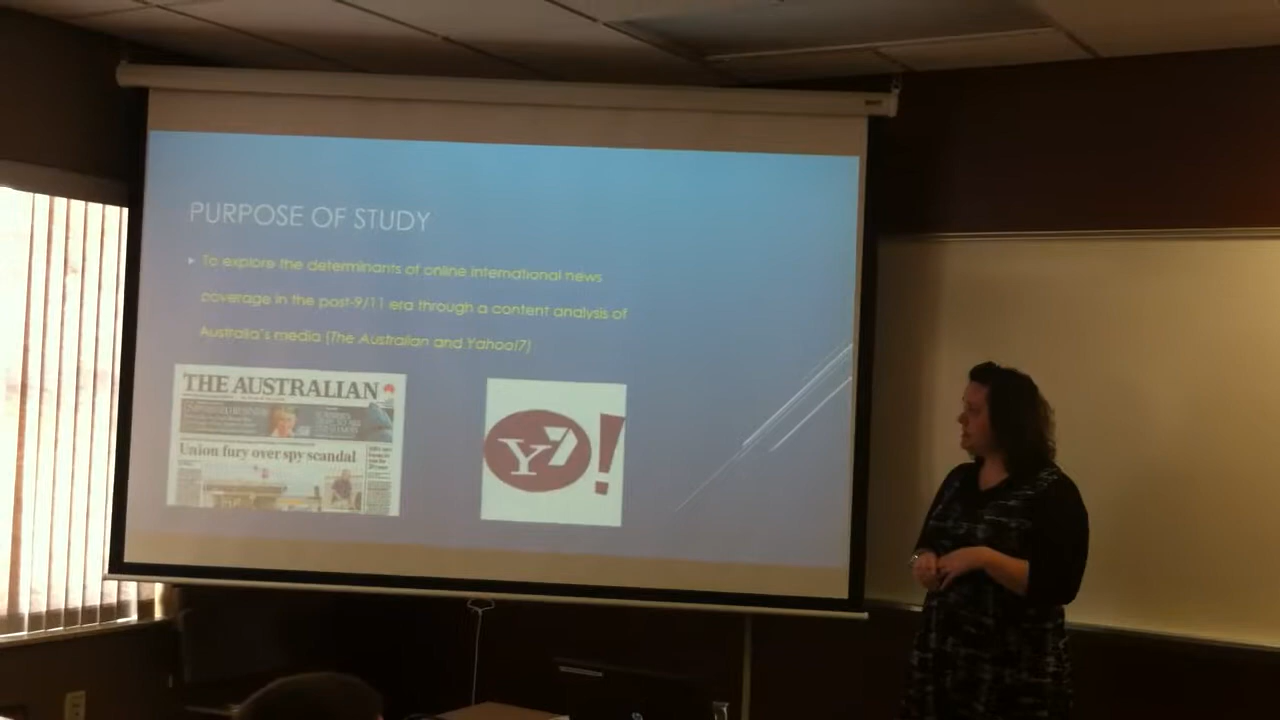 PURPOSE OF STUDY
To explore the determinants of online international news
coverage in the post-9/11 era through a content analysis of
Australia's media (The Australian and Yahoo!7)
THE AUSTRALIAN
Union fury over spy scandal
Y7!